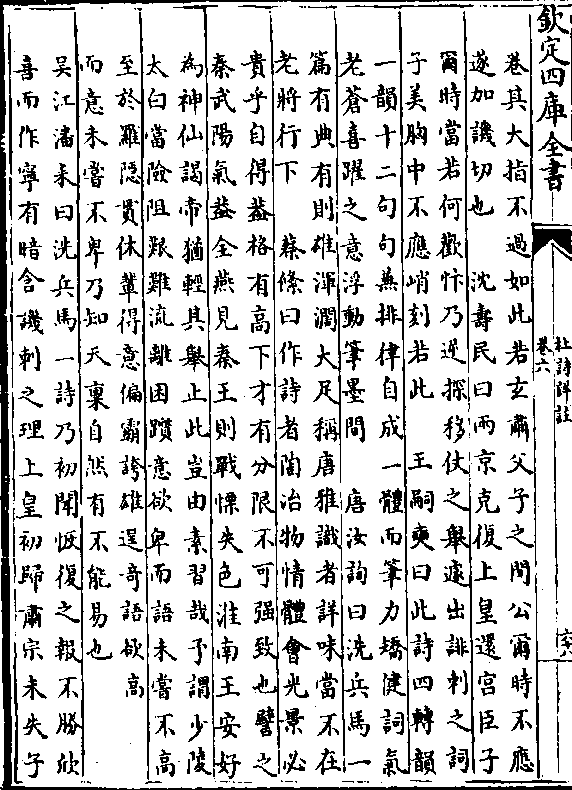 欽定四庫全書
杜詩詳註
卷六
六八
卷其大指不過如此若玄肅父子之間公爾時不應
遂加譏切也　沈壽民曰兩京克復上皇還宮臣子
爾時當若何歡忭乃逆探移仗之舉遽出誹刺之詞
子美胸中不應峭刻若此　王嗣奭曰此詩四轉韻
一韻十二句句兼排律自成一體而筆力矯健詞氣
老蒼喜躍之意浮動筆墨間　唐汝詢曰洗兵馬一
篇有典有則雄渾濶大足稱唐雅識者詳味當不在
老將行下　蔡絛曰作詩者陶冶物情體會光景必
貴乎自得葢格有高下才有分限不可强致也譬之
秦武陽氣葢全燕見秦王則戰慄失色淮南王安好
為神仙謁帝猶輕其舉止此豈由素習哉予謂少陵
太白當險阻艱難流離困躓意欲卑而語未嘗不高
至於羅隱貫休輩得意偏霸誇雄逞奇語欲高
而意未嘗不卑乃知天禀自然有不能易也
吳江潘耒曰洗兵馬一詩乃初聞恢復之報不勝欣
喜而作寧有暗含譏刺之理上皇初歸肅宗未失子